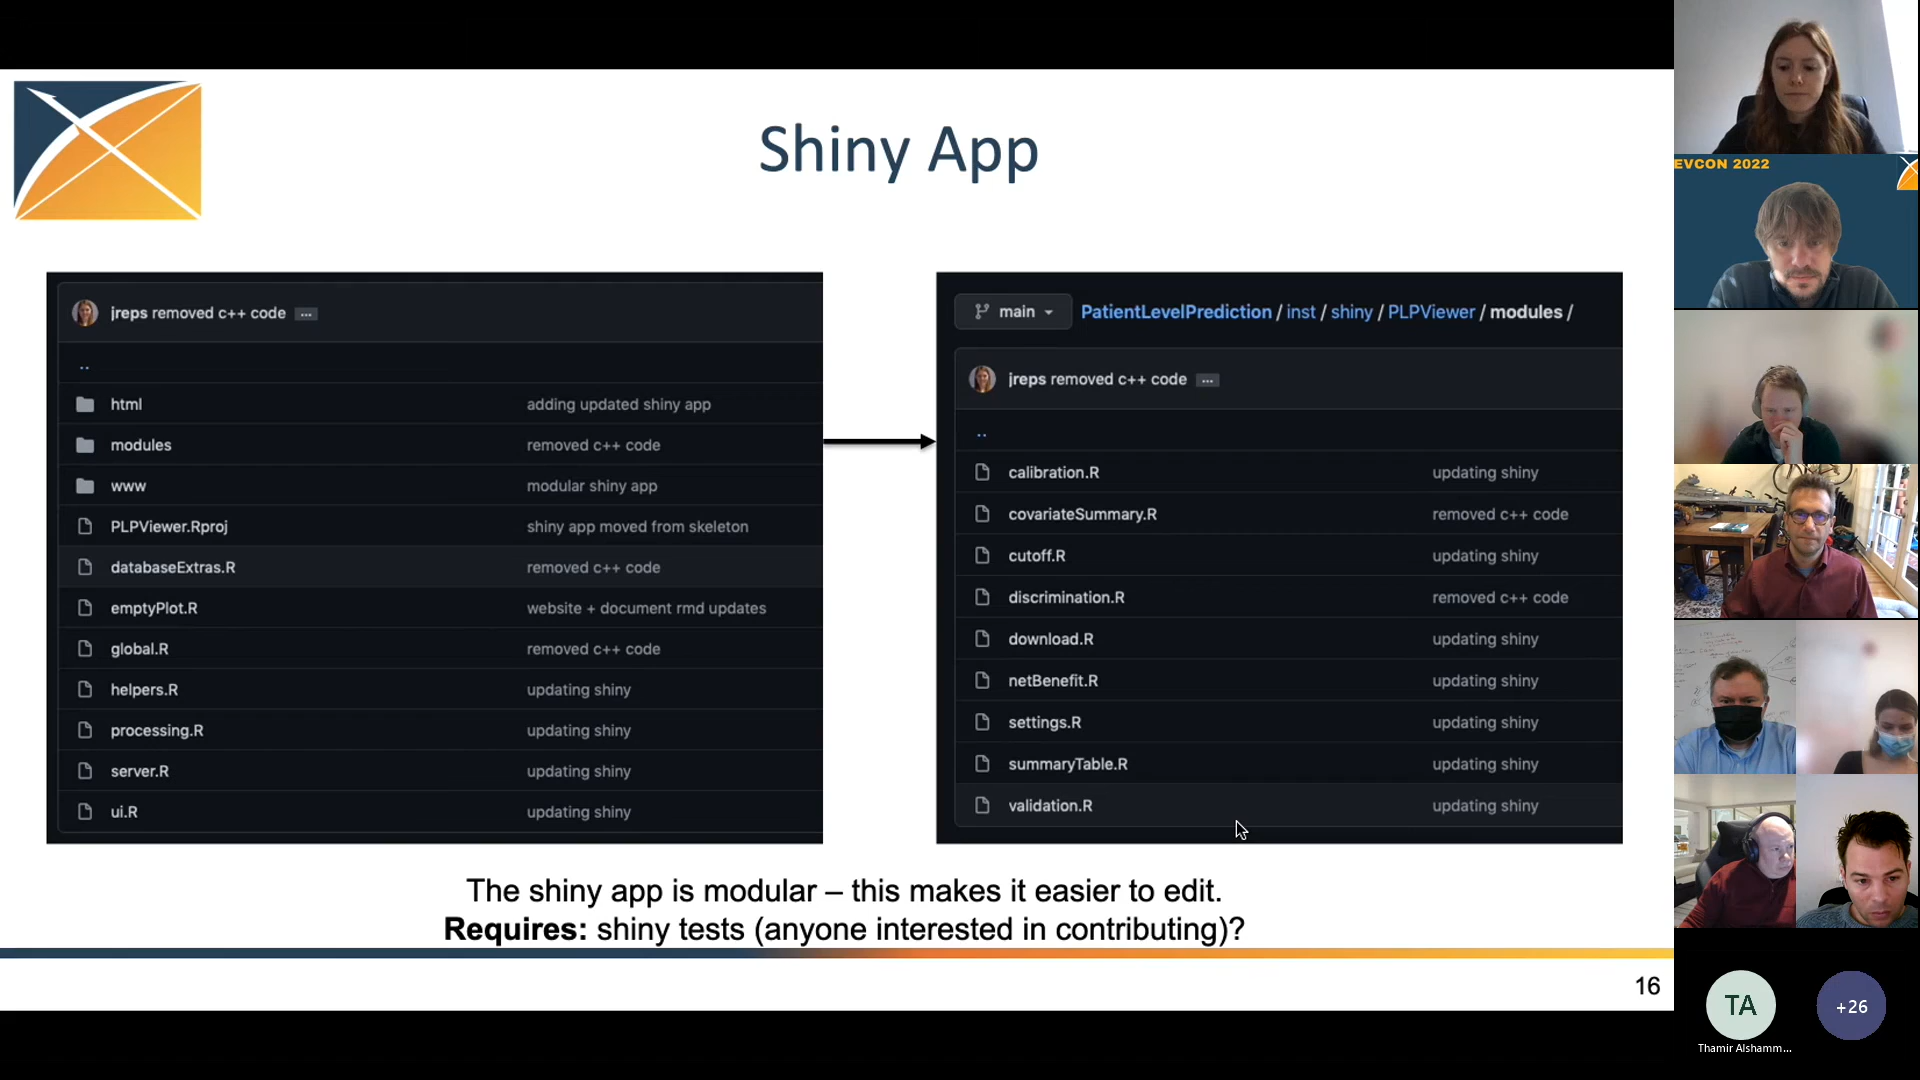 Shiny App
jreps removed c++ code ...
..
html adding updated shiny app
modules removed c++ code
www modular shiny app
PLPViewer.Rproj shiny app moved from skeleton
databaseExtras.R removed c++ code
emptyPlot.R website + document rmd updates
global.R removed c++ code
helpers.R updating shiny
processing.R updating shiny
server.R updating shiny
ui.R updating shiny
main PatientLevelPrediction / inst / shiny / PLPViewer / modules /
jreps removed c++ code ...
..
calibration.R updating shiny
covariateSummary.R removed c++ code
cutoff.R updating shiny
discrimination.R removed c++ code
download.R updating shiny
netBenefit.R updating shiny
settings.R updating shiny
summaryTable.R updating shiny
validation.R updating shiny
The shiny app is modular – this makes it easier to edit.
Requires: shiny tests (anyone interested in contributing)?
16
EVCON 2022
TA
Thamir Alshamm...
+26